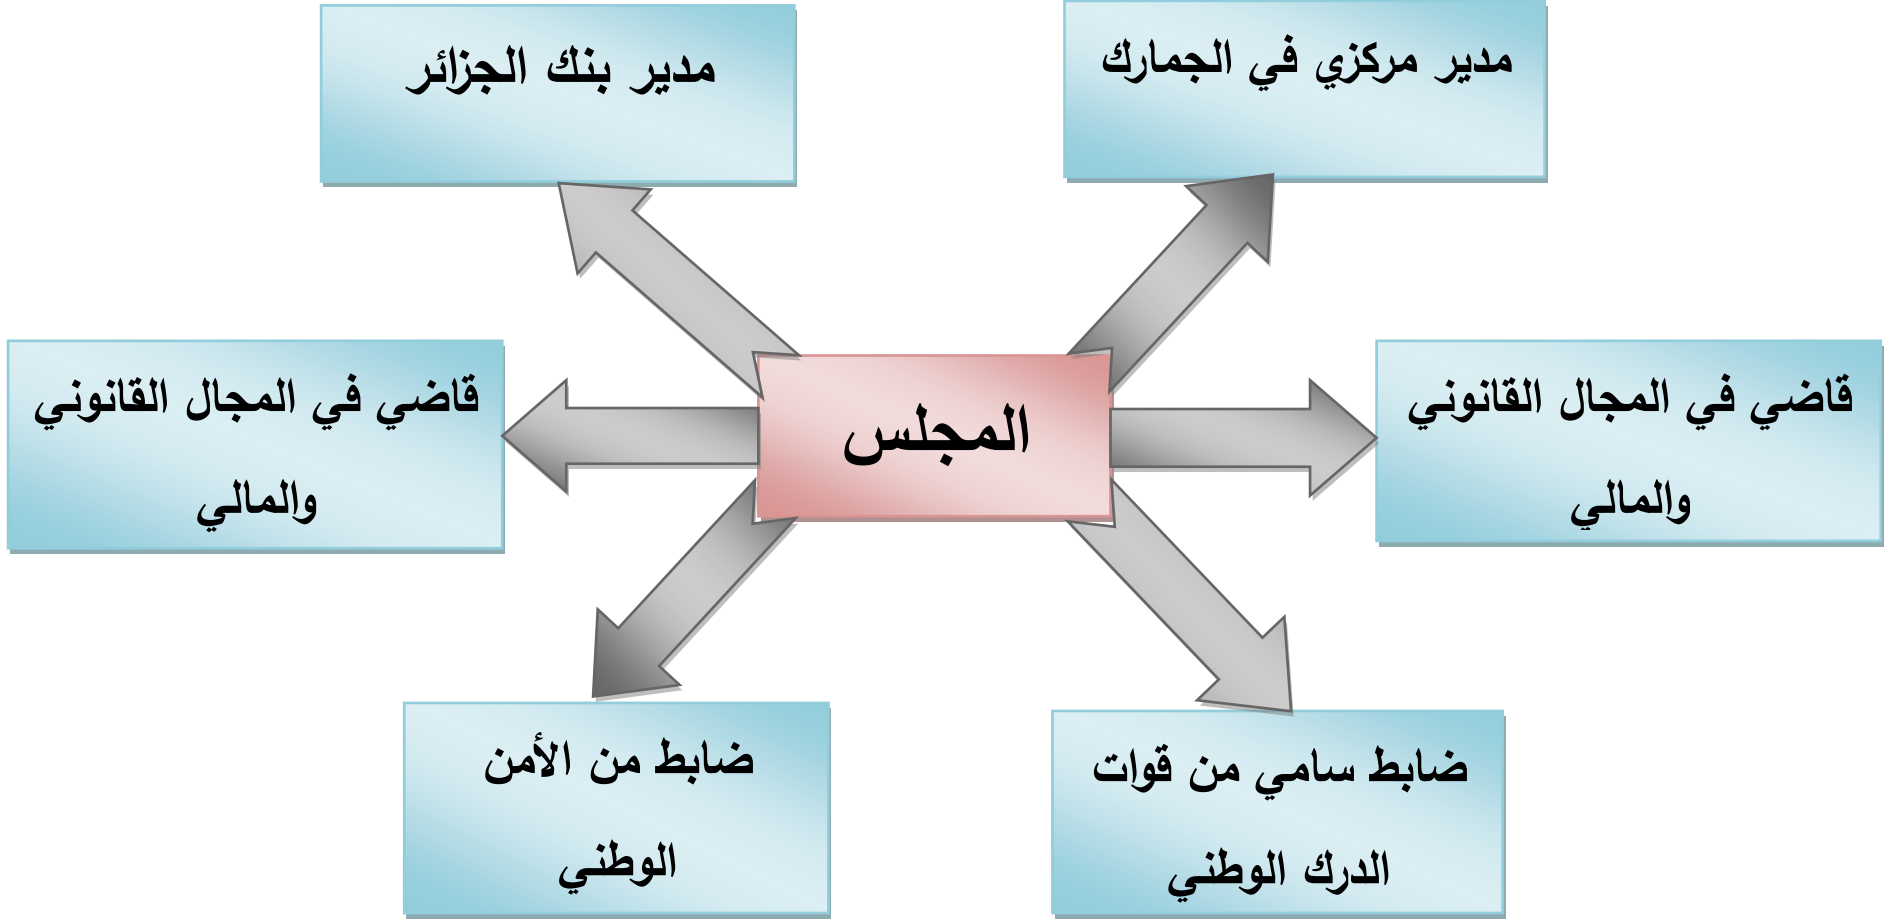 مدير مركزي في الجمارك
مدير بنك الجزائر
قاضي في المجال القانوني
والمالي
المجلس
قاضي في المجال القانوني
والمالي
ضابط سامي من قوات
الدرك الوطني
ضابط من الأمن
الوطني